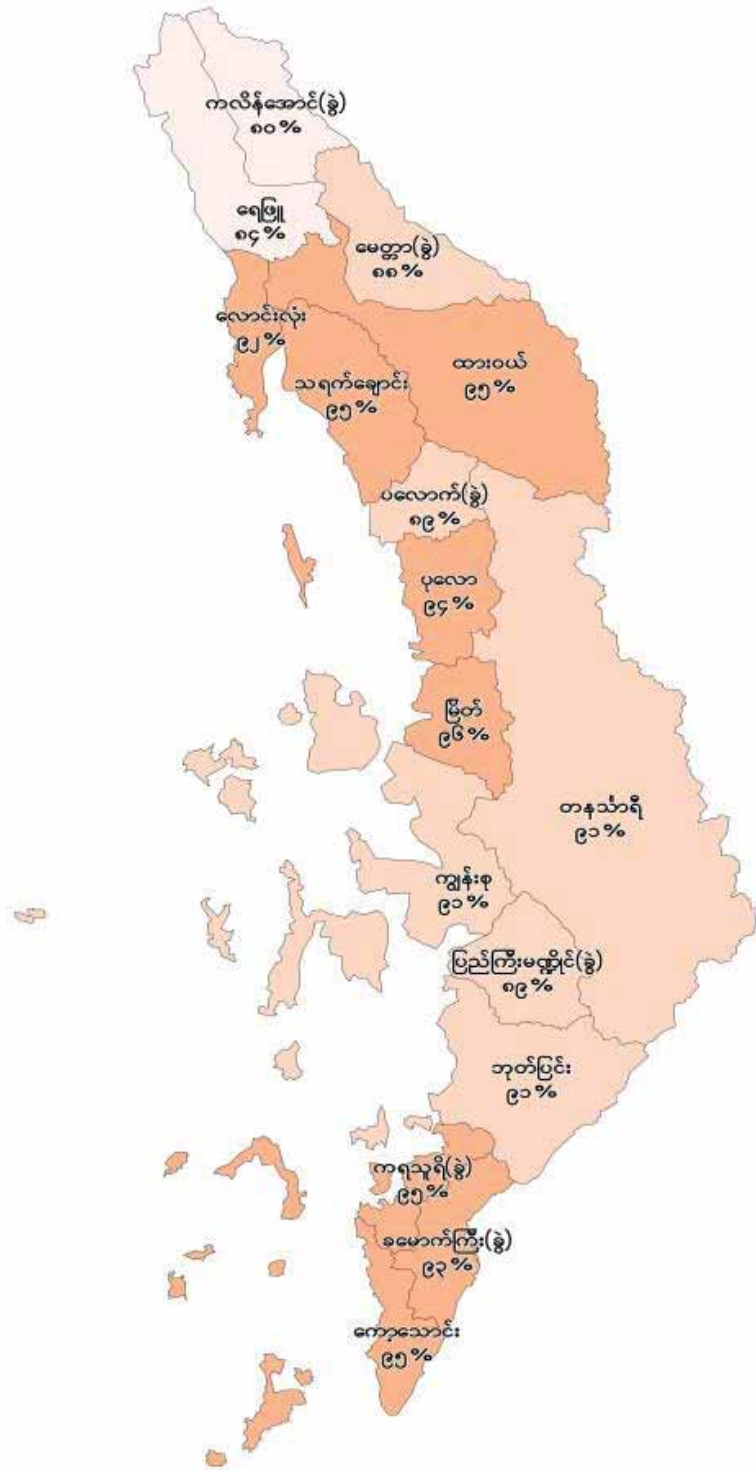 ကလိန်အောင်(ခွဲ)
၈၀%
ရေဖြူ
၈၄%
မေတ္တာ(ခွဲ)
၈၈%
လောင်းလုံး
၉၂%
ထားဝယ်
၉၅%
သရက်ချောင်း
၉၅%
ပလောက်(ခွဲ)
၈၉%
ပုလော
၉၄%
မြိတ်
၉၆%
တနင်္သာရီ
၉၁%
ကျွန်းစု
၉၁%
ပြည်ကြီးမဏ္ဍိုင်(ခွဲ)
၈၉%
ဘုတ်ပြင်း
၉၁%
ကရသူရိ(ခွဲ)
၉၅%
ခမောက်ကြီး(ခွဲ)
၉၃%
ကော့သောင်း
၉၅%